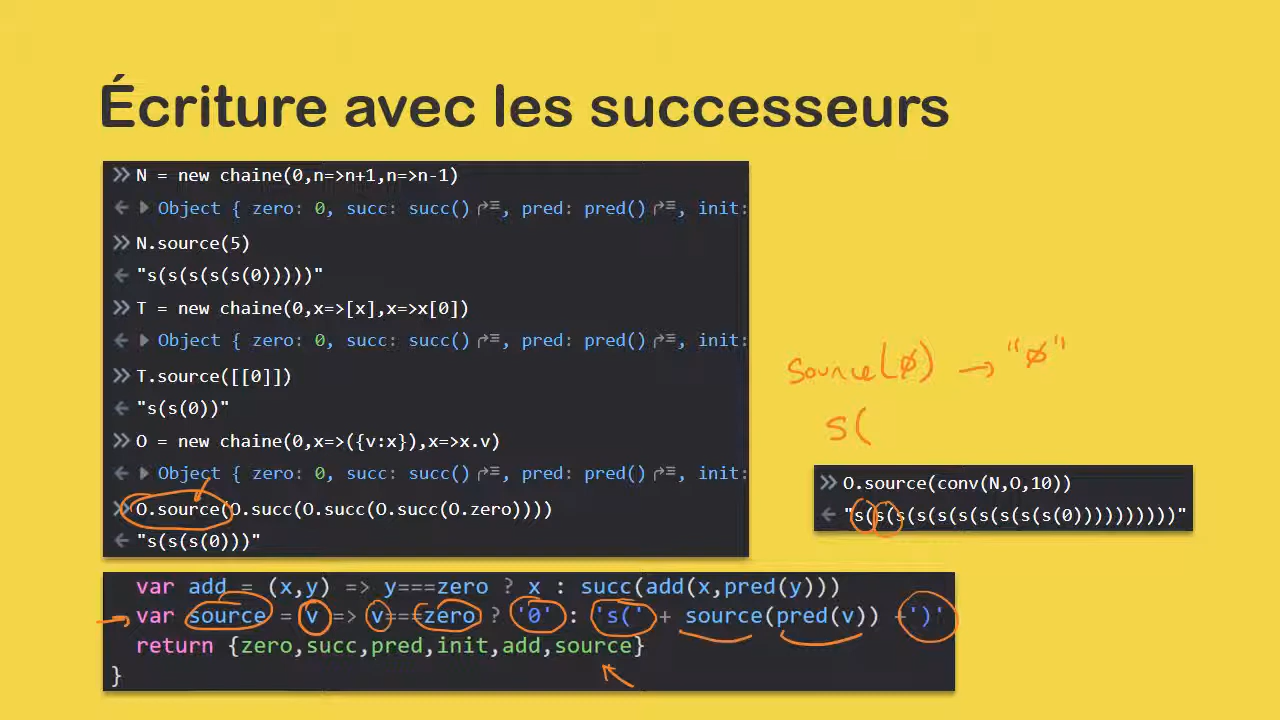 Écriture avec les successeurs
>> N = new chaine(0,n=>n+1,n=>n-1)
Object { zero: 0, succ: succ(), pred: pred(), init:
>> N.source(5)
"s(s(s(s(s(0)))))"
>> T = new chaine(0,x=>[x],x=>x[0])
Object { zero: 0, succ: succ(), pred: pred(), init:
>> T.source([[0]])
"s(s(0))"
>> O = new chaine(0,x=>({v:x}),x=>x.v)
Object { zero: 0, succ: succ(), pred: pred(), init:
>> O.source(O.succ(O.succ(O.succ(O.zero))))
"s(s(s(0)))"
source(0) → "0"
s(
>> O.source(conv(N,O,10))
"s(s(s(s(s(s(s(s(s(s(0))))))))))"
var add = (x,y) => y===zero ? x : succ(add(x,pred(y)))
var source = v => v===zero ? '0': 's(' + source(pred(v)) +')'
return {zero,succ,pred,init,add,source}
}